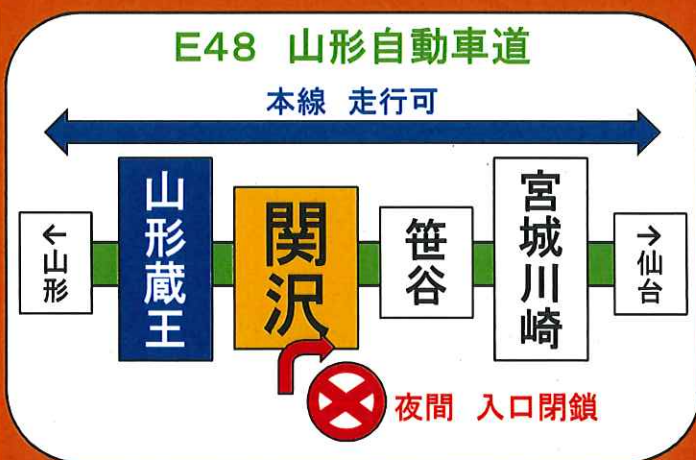 E48 山形自動車道
本線 走行可
←山形
山形蔵王
関沢
笹谷
宮城川崎
→仙台
夜間 入口閉鎖